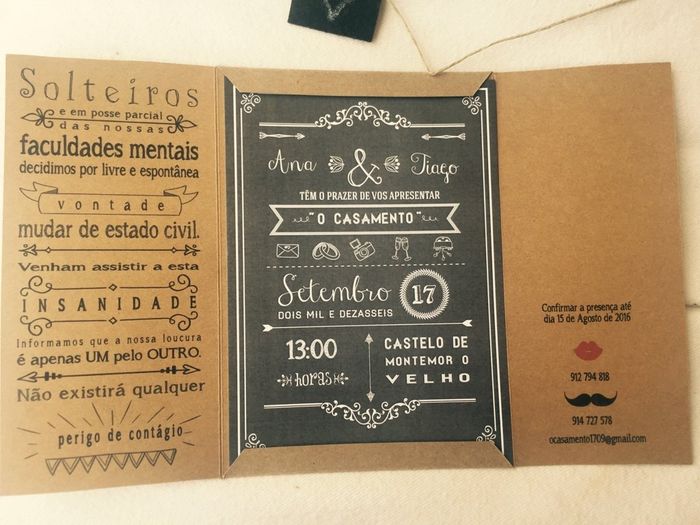 Solteiros
e em posse parcial
das nossas
faculdades mentais
decidimos por livre e espontânea
vontade
mudar de estado civil.
Venham assistir a esta
INSANIDADE
Informamos que a nossa loucura
é apenas UM pelo OUTRO.
Não existirá qualquer
perigo de contágio
Ana & Tiago
TÊM O PRAZER DE VOS APRESENTAR
"O CASAMENTO"
Setembro 17
DOIS MIL E DEZASSEIS
13:00
horas
CASTELO DE
MONTEMOR O
VELHO
Confirmar a presença até
dia 15 de Agosto de 2016
912 794 818
914 727 578
ocasamento1709@gmail.com